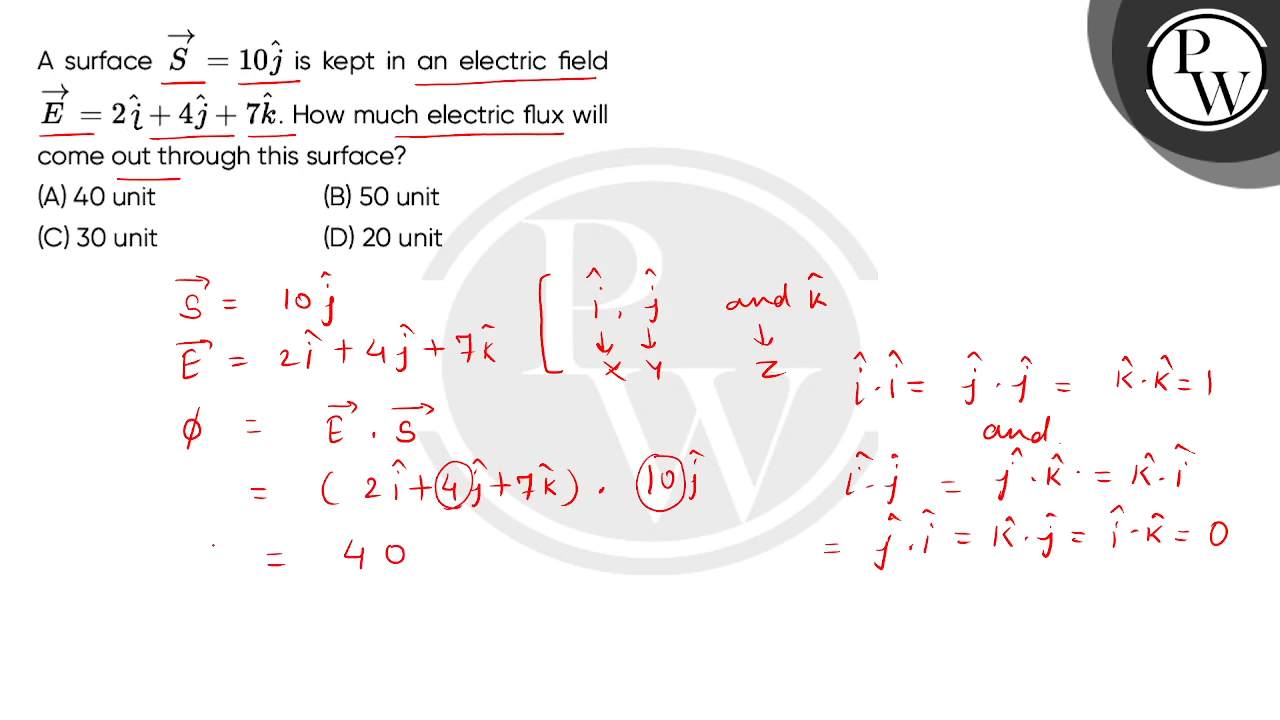 A surface S⃗ = 10ĵ is kept in an electric field
E⃗ = 2î + 4ĵ + 7k̂. How much electric flux will
come out through this surface?
(A) 40 unit (B) 50 unit
(C) 30 unit (D) 20 unit
S⃗ = 10ĵ
E⃗ = 2î + 4ĵ + 7k̂
ϕ = E⃗ . S⃗
= (2î + 4ĵ + 7k̂) . 10ĵ
= 40
[ î, ĵ and k̂
↓ ↓ ↓
X Y Z
î . î = ĵ . ĵ = k̂ . k̂ = 1
and
î . ĵ = ĵ . k̂ = k̂ . î
= ĵ . î = k̂ . ĵ = î . k̂ = 0
PW
PW